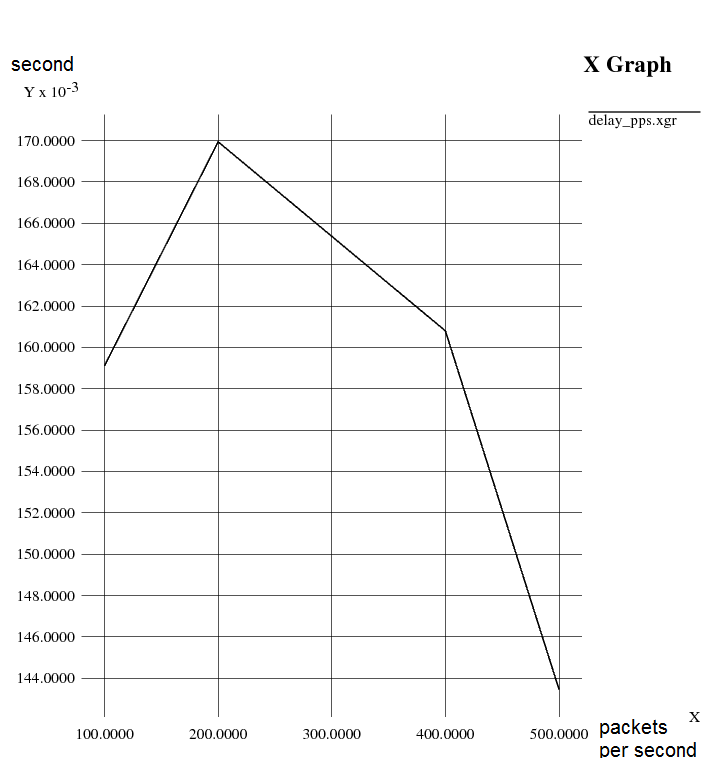 second
X Graph
Y x 10-3
delay_pps.xgr
170.0000
168.0000
166.0000
164.0000
162.0000
160.0000
158.0000
156.0000
154.0000
152.0000
150.0000
148.0000
146.0000
144.0000
X
packets
per second
100.0000 200.0000 300.0000 400.0000 500.0000